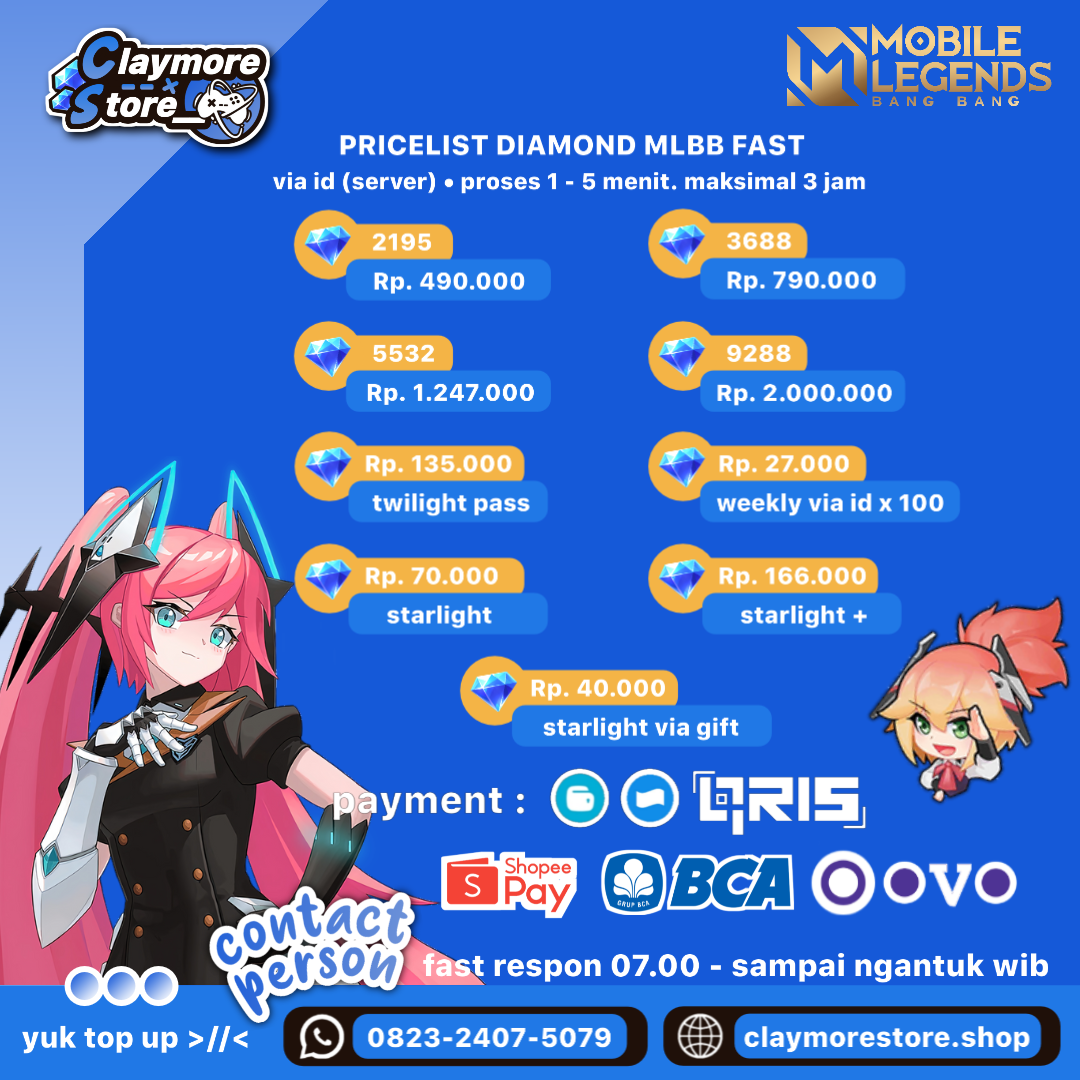 Claymore
Store_
MOBILE
LEGENDS
BANG BANG
PRICELIST DIAMOND MLBB FAST
via id (server) • proses 1 - 5 menit. maksimal 3 jam
2195
Rp. 490.000
3688
Rp. 790.000
5532
Rp. 1.247.000
9288
Rp. 2.000.000
Rp. 135.000
twilight pass
Rp. 27.000
weekly via id x 100
Rp. 70.000
starlight
Rp. 166.000
starlight +
Rp. 40.000
starlight via gift
payment :
QRIS
S
Shopee
Pay
GRUP BCA
BCA
OVO
contact
person
fast respon 07.00 - sampai ngantuk wib
yuk top up >//<
0823-2407-5079
claymorestore.shop